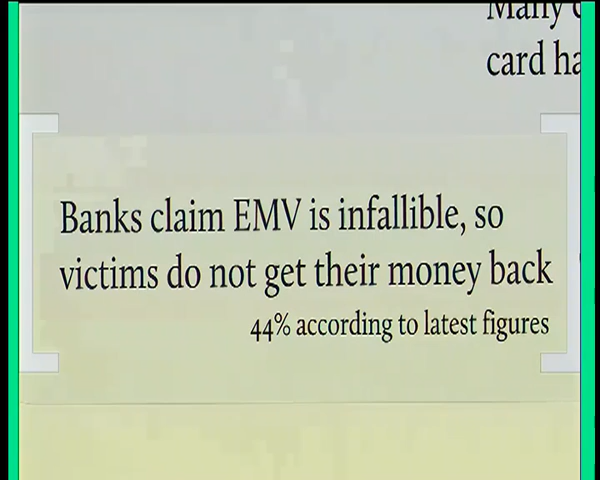 Many
card
Banks claim EMV is infallible, so
victims do not get their money back
44% according to latest figures